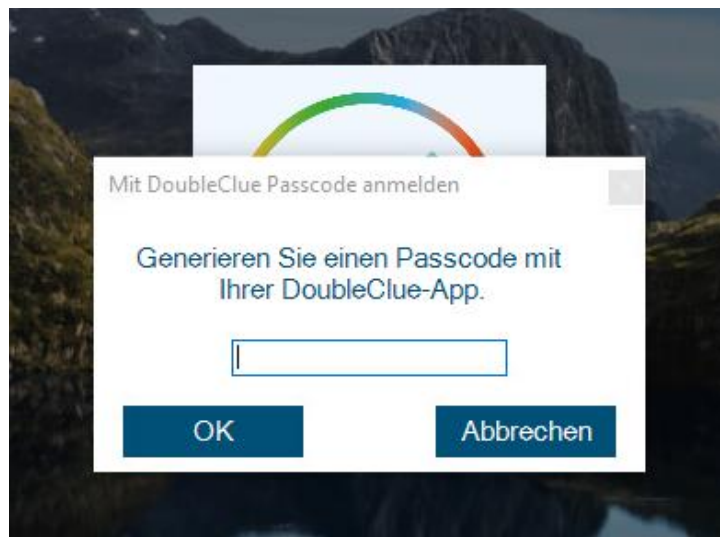 Mit DoubleClue Passcode anmelden
Generieren Sie einen Passcode mit
Ihrer DoubleClue-App.
OK
Abbrechen